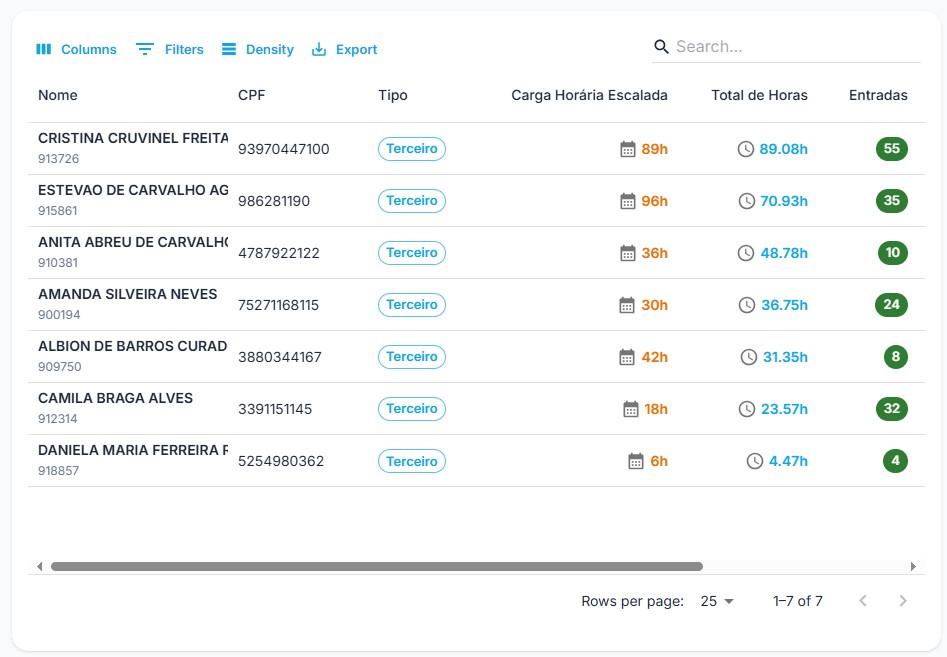 Columns Filters Density Export Search...
Nome CPF Tipo Carga Horária Escalada Total de Horas Entradas
CRISTINA CRUVINEL FREITA
93970447100 Terceiro 89h 89.08h 55
913726
ESTEVAO DE CARVALHO AG
986281190 Terceiro 96h 70.93h 35
915861
ANITA ABREU DE CARVALHO
4787922122 Terceiro 36h 48.78h 10
910381
AMANDA SILVEIRA NEVES
75271168115 Terceiro 30h 36.75h 24
900194
ALBION DE BARROS CURAD
3880344167 Terceiro 42h 31.35h 8
909750
CAMILA BRAGA ALVES
3391151145 Terceiro 18h 23.57h 32
912314
DANIELA MARIA FERREIRA
5254980362 Terceiro 6h 4.47h 4
918857
Rows per page: 25 1–7 of 7